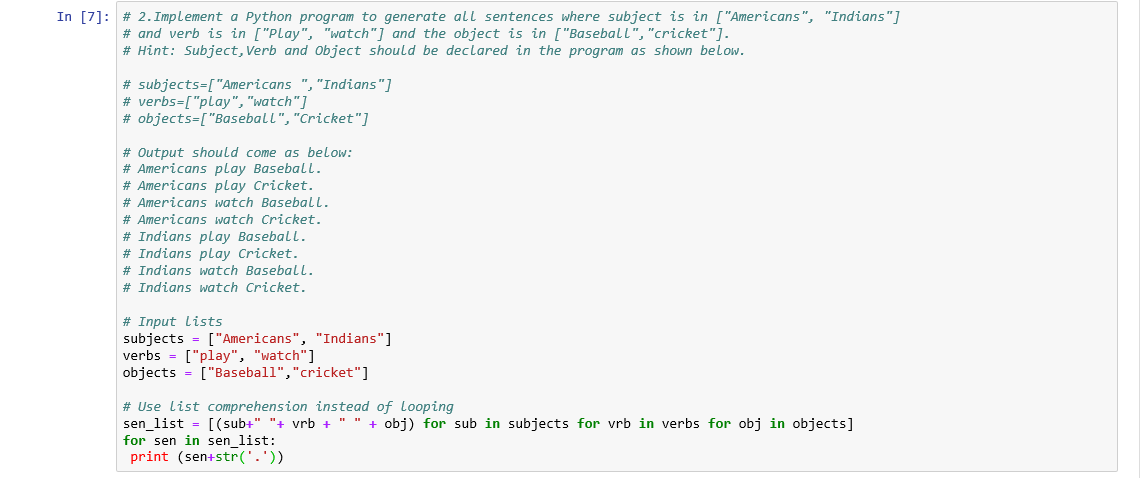 In [7]: # 2.Implement a Python program to generate all sentences where subject is in ["Americans", "Indians"]
# and verb is in ["Play", "watch"] and the object is in ["Baseball","cricket"].
# Hint: Subject,Verb and Object should be declared in the program as shown below.
# subjects=["Americans ","Indians"]
# verbs=["play","watch"]
# objects=["Baseball","Cricket"]
# Output should come as below:
# Americans play Baseball.
# Americans play Cricket.
# Americans watch Baseball.
# Americans watch Cricket.
# Indians play Baseball.
# Indians play Cricket.
# Indians watch Baseball.
# Indians watch Cricket.
# Input lists
subjects = ["Americans", "Indians"]
verbs = ["play", "watch"]
objects = ["Baseball","cricket"]
# Use list comprehension instead of looping
sen_list = [(sub+" "+ vrb + " " + obj) for sub in subjects for vrb in verbs for obj in objects]
for sen in sen_list:
 print (sen+str('.'))